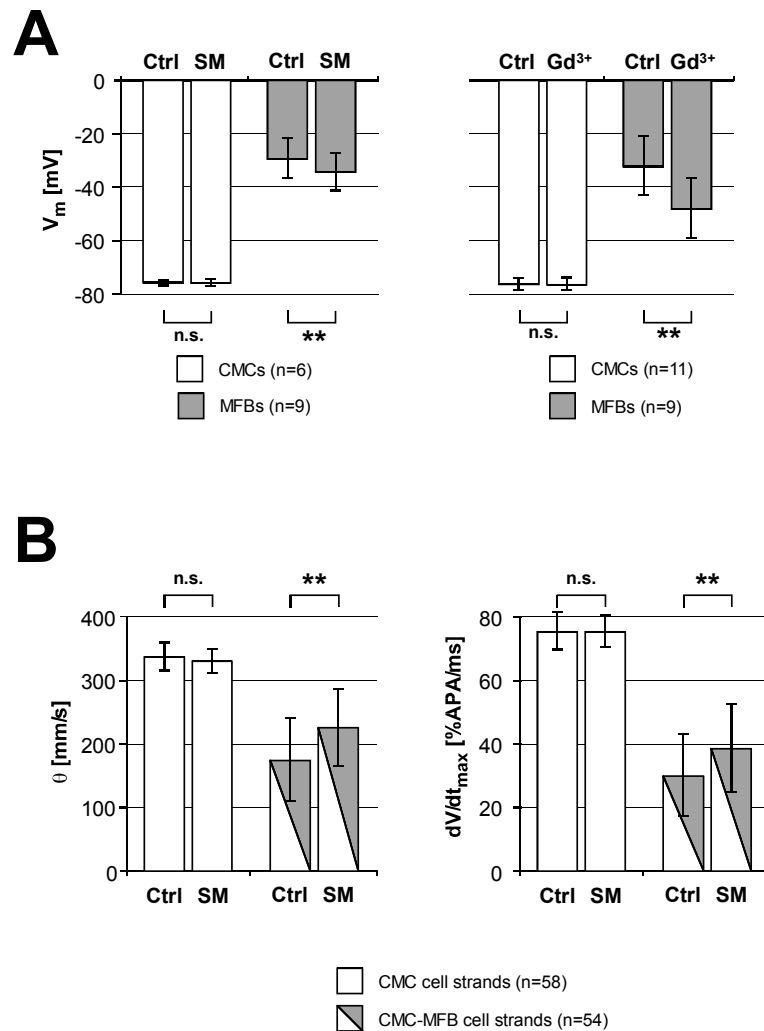 A
Ctrl SM Ctrl SM
Ctrl Gd³⁺ Ctrl Gd³⁺
V_m [mV]
0
-20
-40
-60
-80
n.s. **
n.s. **
CMCs (n=6)
MFBs (n=9)
CMCs (n=11)
MFBs (n=9)
B
n.s. **
θ [mm/s]
400
300
200
100
0
Ctrl SM Ctrl SM
n.s. **
dV/dt_max [%APA/ms]
80
60
40
20
0
Ctrl SM Ctrl SM
CMC cell strands (n=58)
CMC-MFB cell strands (n=54)